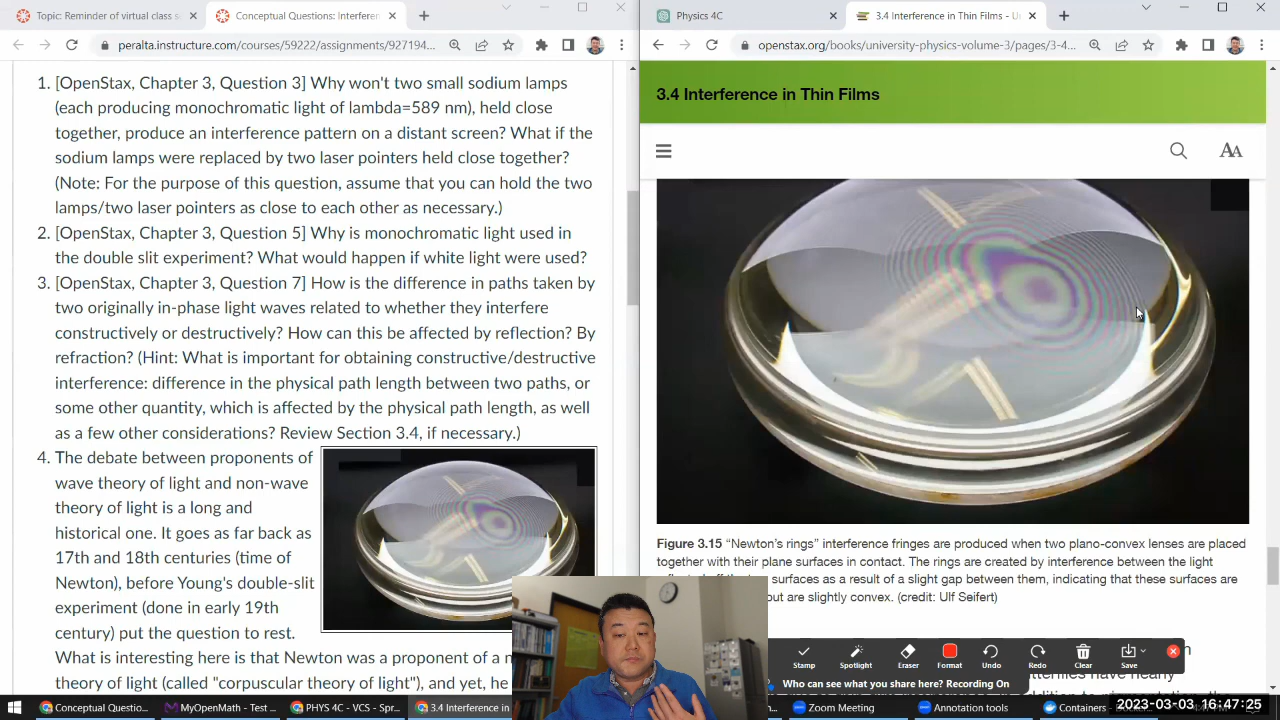 Topic: Reminder of virtual class s
Conceptual Questions: Interferen
Physics 4C
3.4 Interference in Thin Films - Un
peralta.instructure.com/courses/59222/assignments/927194...
openstax.org/books/university-physics-volume-3/pages/3-4...
1. [OpenStax, Chapter 3, Question 3] Why won't two small sodium lamps
(each producing monochromatic light of lambda=589 nm), held close
together, produce an interference pattern on a distant screen? What if the
sodium lamps were replaced by two laser pointers held close together?
(Note: For the purpose of this question, assume that you can hold the two
lamps/two laser pointers as close to each other as necessary.)
2. [OpenStax, Chapter 3, Question 5] Why is monochromatic light used in
the double slit experiment? What would happen if white light were used?
3. [OpenStax, Chapter 3, Question 7] How is the difference in paths taken by
two originally in-phase light waves related to whether they interfere
constructively or destructively? How can this be affected by reflection? By
refraction? (Hint: What is important for obtaining constructive/destructive
interference: difference in the physical path length between two paths, or
some other quantity, which is affected by the physical path length, as well
as a few other considerations? Review Section 3.4, if necessary.)
4. The debate between proponents of
wave theory of light and non-wave
theory of light is a long and
historical one. It goes as far back as
17th and 18th centuries (time of
Newton), before Young's double-slit
experiment (done in early 19th
century) put the question to rest.
What is interesting here is that Newton was a proponent of a
theory of light (called "corpuscular theory of light") and yet, he
3.4 Interference in Thin Films
AA
Figure 3.15 "Newton's rings" interference fringes are produced when two plano-convex lenses are placed
together with their plane surfaces in contact. The rings are created by interference between the light
surfaces as a result of a slight gap between them, indicating that these surfaces are
but are slightly convex. (credit: Ulf Seifert)
Stamp
Spotlight
Eraser
Format
Undo
Redo
Clear
Save
Who can see what you share here? Recording On
have nearly
Conceptual Question...
MyOpenMath - Test ...
PHYS 4C - VCS - Spr...
3.4 Interference in Th
Zoom Meeting
Annotation tools
Containers
2023-03-03 16:47:25